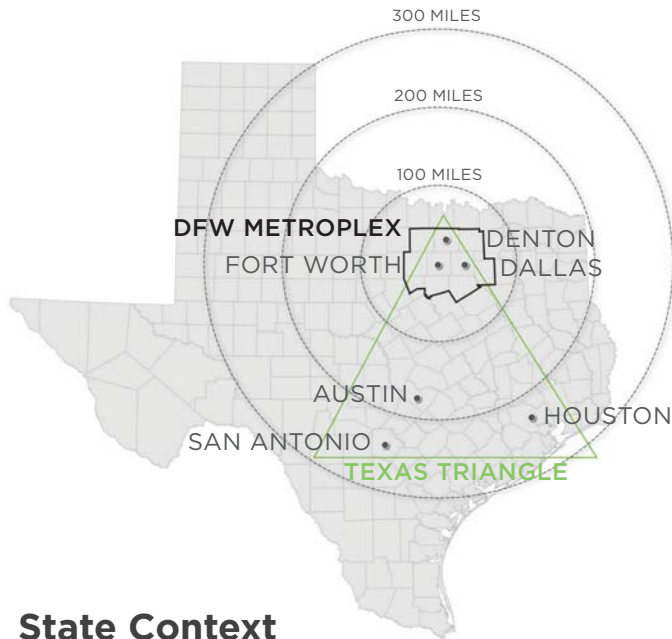 300 MILES
200 MILES
100 MILES
DFW METROPLEX
DENTON
FORT WORTH
DALLAS
AUSTIN
HOUSTON
SAN ANTONIO
TEXAS TRIANGLE
State Context